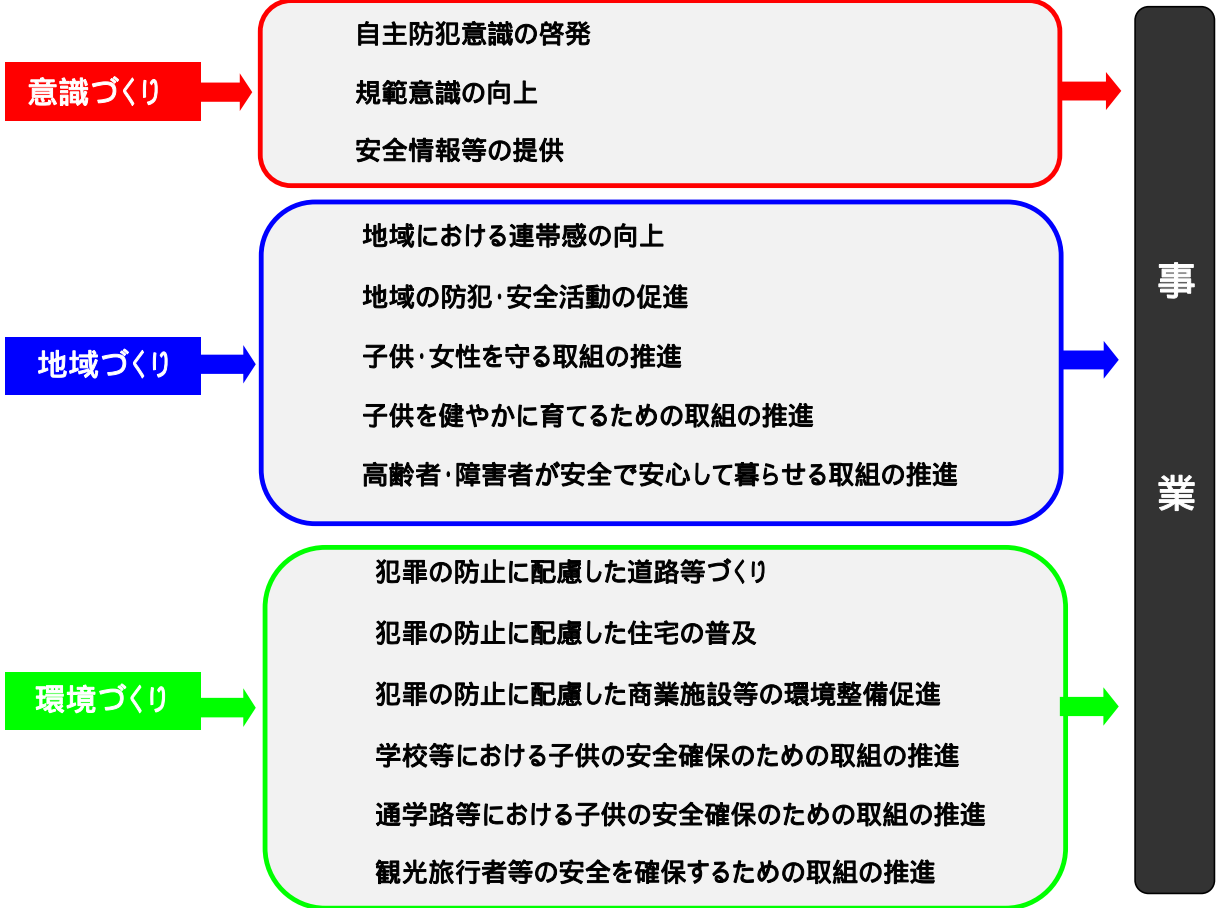 意識づくり
自主防犯意識の啓発
規範意識の向上
安全情報等の提供
地域づくり
地域における連帯感の向上
地域の防犯・安全活動の促進
子供・女性を守る取組の推進
子供を健やかに育てるための取組の推進
高齢者・障害者が安全で安心して暮らせる取組の推進
環境づくり
犯罪の防止に配慮した道路等づくり
犯罪の防止に配慮した住宅の普及
犯罪の防止に配慮した商業施設等の環境整備促進
学校等における子供の安全確保のための取組の推進
通学路等における子供の安全確保のための取組の推進
観光旅行者等の安全を確保するための取組の推進
事業